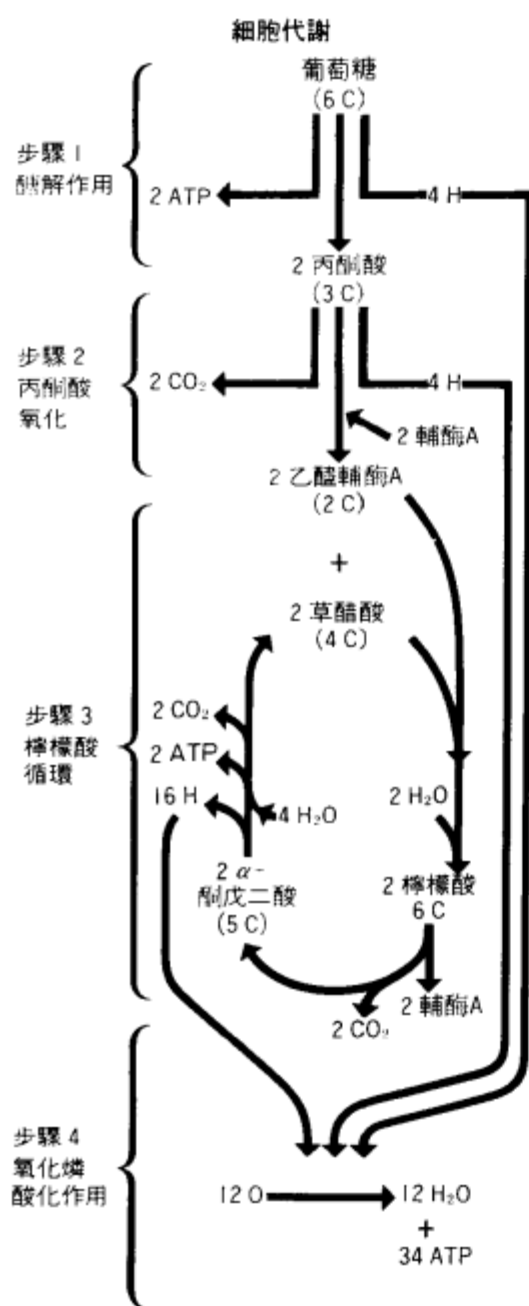 細胞代謝
葡萄糖
(6 C)
步驟 1
醣解作用
2 ATP
4 H
2 丙酮酸
(3 C)
步驟 2
丙酮酸
氧化
2 CO₂
4 H
2 輔酶A
2 乙醯輔酶A
(2 C)
+
2 草醋酸
(4 C)
步驟 3
檸檬酸
循環
2 CO₂
2 ATP
16 H
4 H₂O
2 H₂O
2 α-
酮戊二酸
(5 C)
2 檸檬酸
6 C
2 輔酶A
2 CO₂
步驟 4
氧化燐
酸化作用
12 O
12 H₂O
+
34 ATP